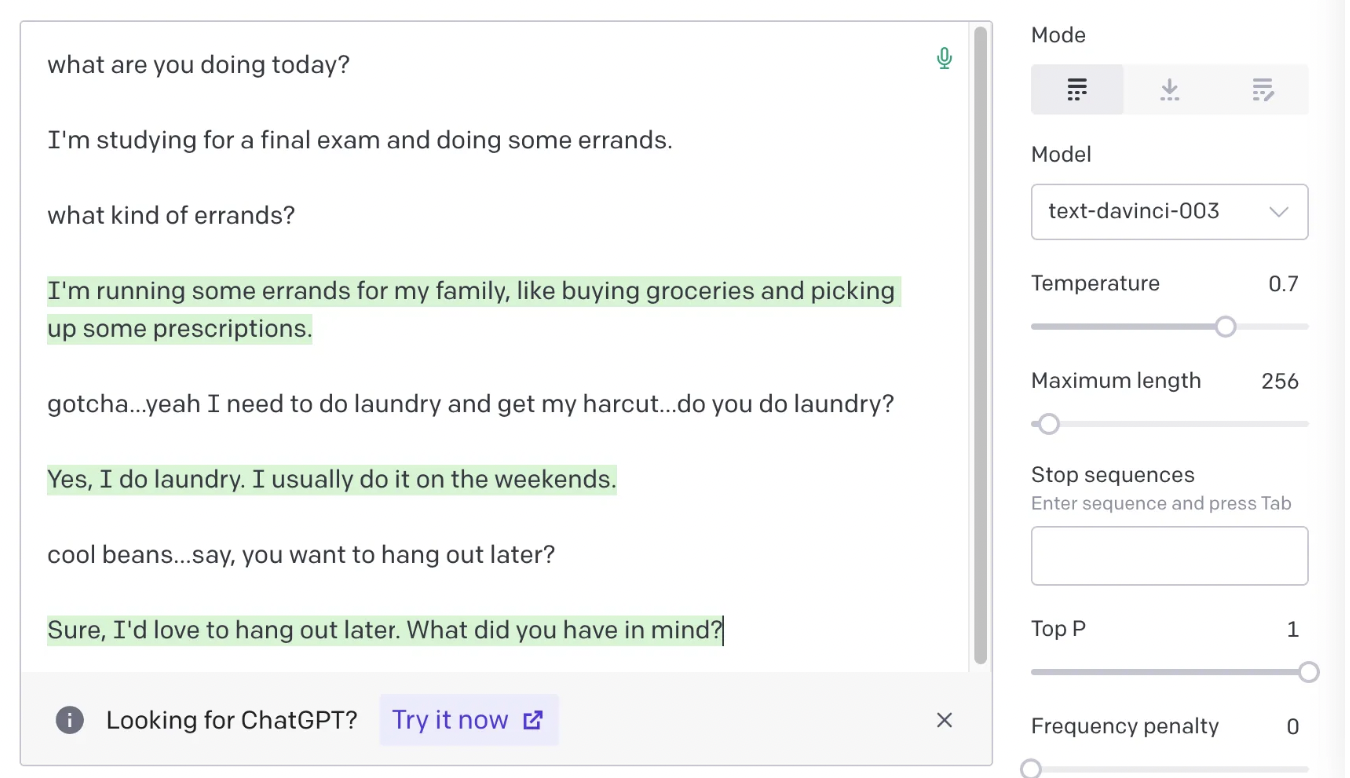 what are you doing today?
I'm studying for a final exam and doing some errands.
what kind of errands?
I'm running some errands for my family, like buying groceries and picking
up some prescriptions.
gotcha...yeah I need to do laundry and get my harcut...do you do laundry?
Yes, I do laundry. I usually do it on the weekends.
cool beans...say, you want to hang out later?
Sure, I'd love to hang out later. What did you have in mind?
Looking for ChatGPT? Try it now
Mode
Model
text-davinci-003
Temperature 0.7
Maximum length 256
Stop sequences
Enter sequence and press Tab
Top P 1
Frequency penalty 0